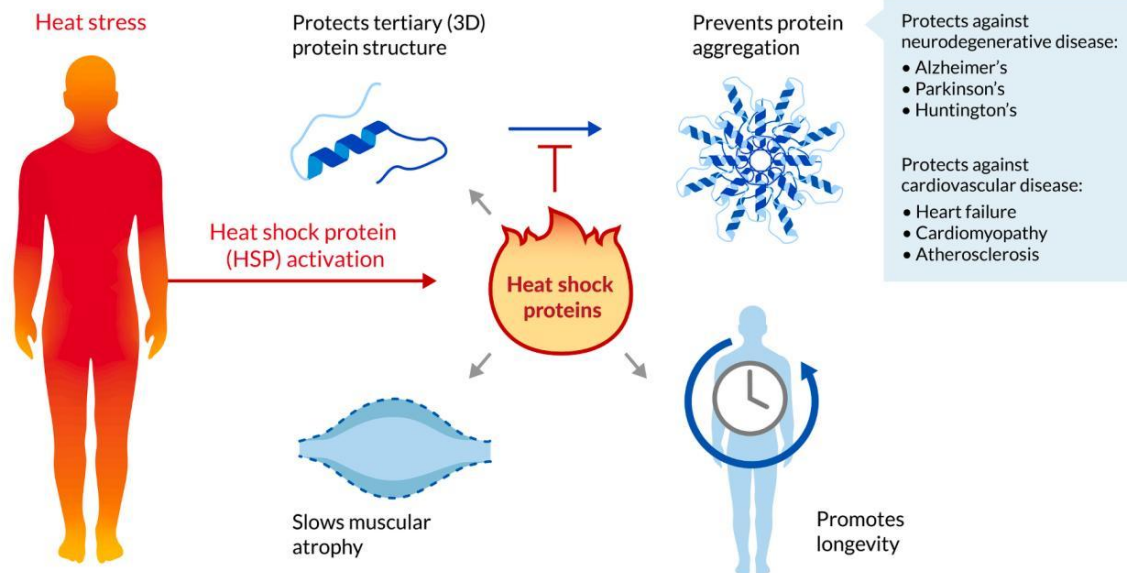 Heat stress
Protects tertiary (3D)
protein structure
Prevents protein
aggregation
Protects against
neurodegenerative disease:
• Alzheimer's
• Parkinson's
• Huntington's
Protects against
cardiovascular disease:
• Heart failure
• Cardiomyopathy
• Atherosclerosis
Heat shock protein
(HSP) activation
Heat shock
proteins
Slows muscular
atrophy
Promotes
longevity